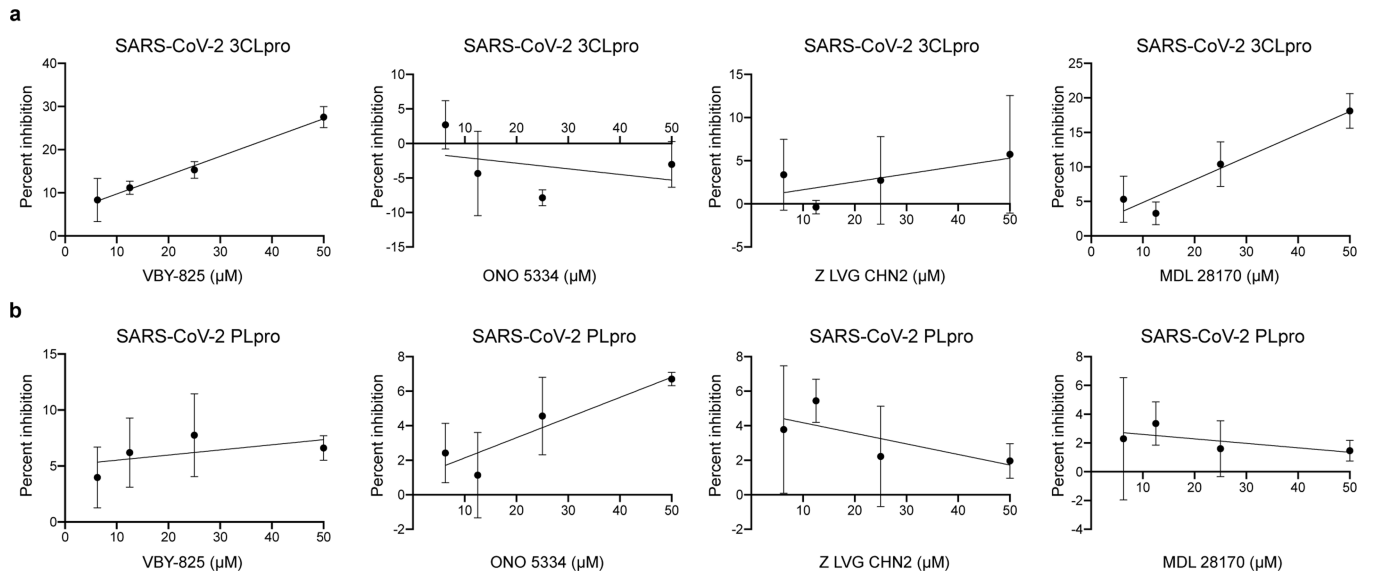 a
SARS-CoV-2 3CLpro
SARS-CoV-2 3CLpro
SARS-CoV-2 3CLpro
SARS-CoV-2 3CLpro
Percent inhibition
40
30
20
10
0
0 10 20 30 40 50
VBY-825 (µM)
Percent inhibition
10
5
0
-5
-10
-15
10 20 30 40 50
ONO 5334 (µM)
Percent inhibition
15
10
5
0
-5
10 20 30 40 50
Z LVG CHN2 (µM)
Percent inhibition
25
20
15
10
5
0
0 10 20 30 40 50
MDL 28170 (µM)
b
SARS-CoV-2 PLpro
SARS-CoV-2 PLpro
SARS-CoV-2 PLpro
SARS-CoV-2 PLpro
Percent inhibition
15
10
5
0
0 10 20 30 40 50
VBY-825 (µM)
Percent inhibition
8
6
4
2
0
-2
10 20 30 40 50
ONO 5334 (µM)
Percent inhibition
8
6
4
2
0
-2
10 20 30 40 50
Z LVG CHN2 (µM)
Percent inhibition
8
6
4
2
0
-2
-4
10 20 30 40 50
MDL 28170 (µM)